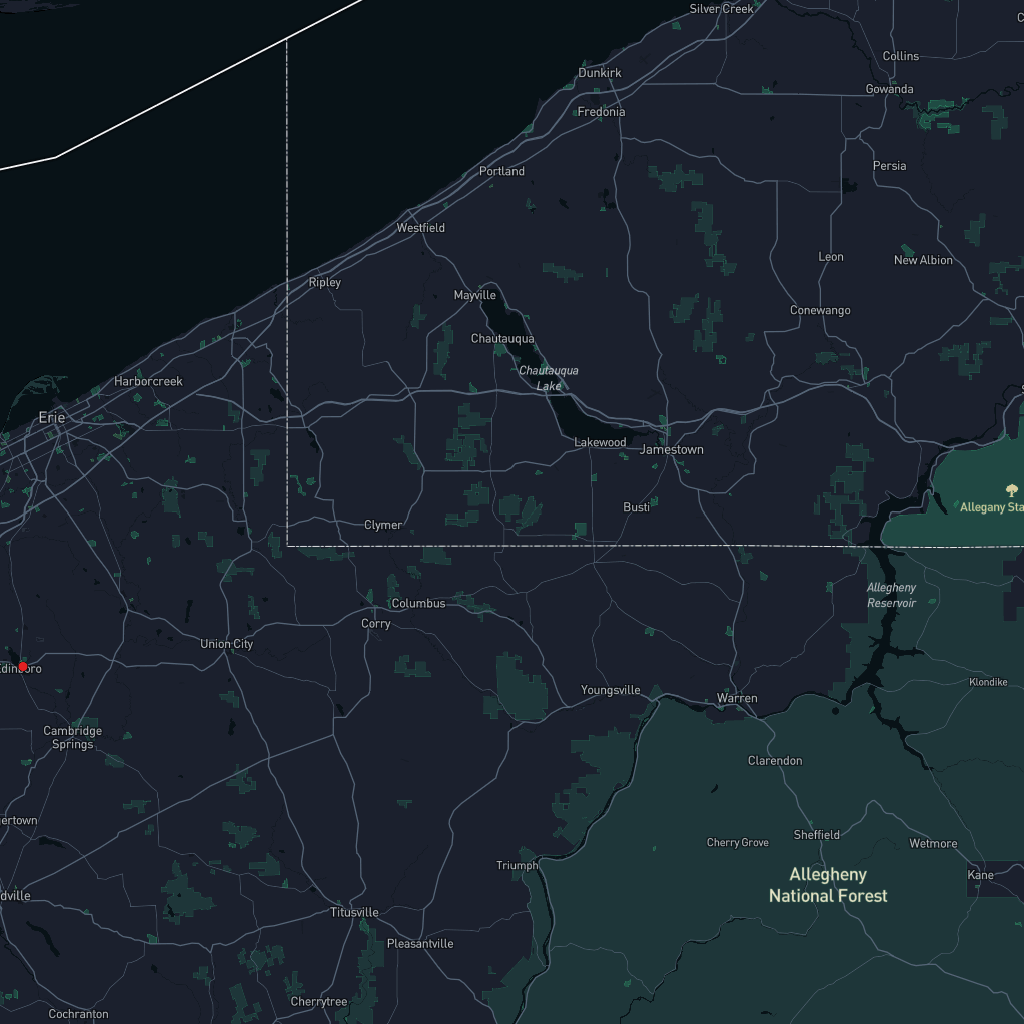 Silver Creek
Collins
Dunkirk
Gowanda
Fredonia
Persia
Portland
Westfield
Leon
New Albion
Ripley
Mayville
Conewango
Chautauqua
Chautauqua
Lake
Harborcreek
Erie
Lakewood
Jamestown
Busti
Allegany Sta
Clymer
Allegheny
Reservoir
Columbus
Corry
Union City
Edinboro
Klondike
Youngsville
Warren
Cambridge
Springs
Clarendon
ertown
Sheffield
Cherry Grove
Wetmore
Triumph
Kane
Allegheny
National Forest
dville
Titusville
Pleasantville
Cherrytree
Cochranton